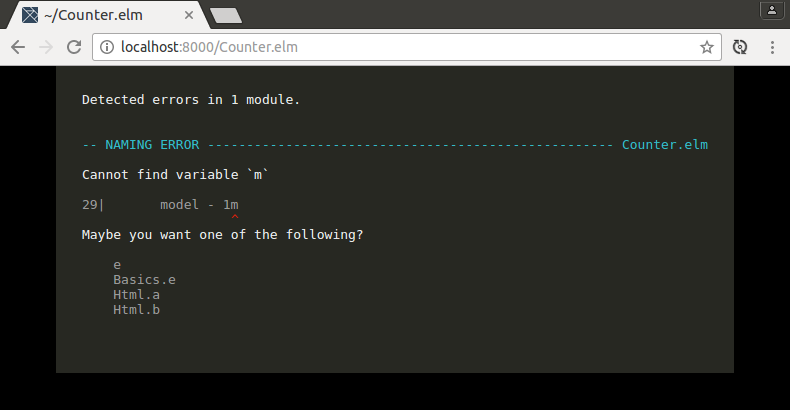 ~/Counter.elm
localhost:8000/Counter.elm
Detected errors in 1 module.
-- NAMING ERROR ---------------------------------------------------- Counter.elm
Cannot find variable `m`
29|       model - 1m
^
Maybe you want one of the following?
e
Basics.e
Html.a
Html.b